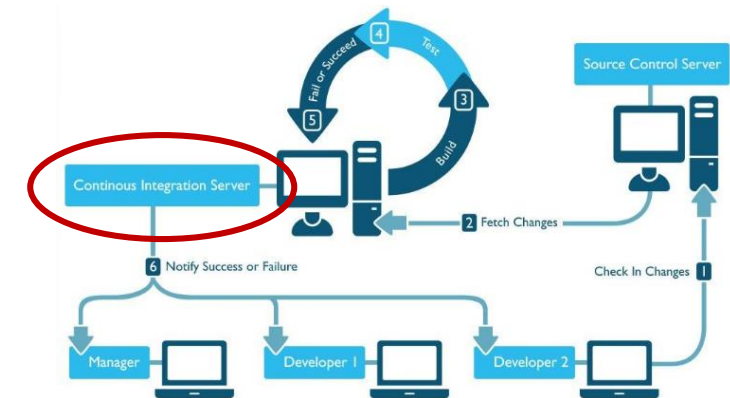 4
Test
Fail or Succeed
Source Control Server
3
5
Build
Continous Integration Server
2 Fetch Changes
6 Notify Success or Failure
Check In Changes 1
Manager
Developer 1
Developer 2